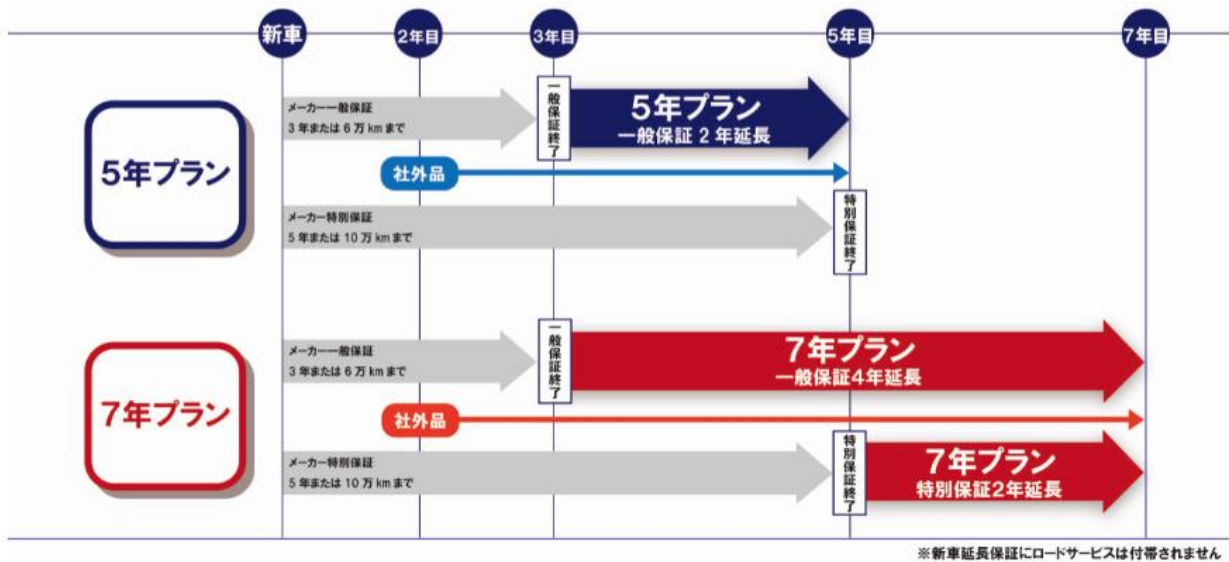 新車
2年目
3年目
5年目
7年目
5年プラン
メーカー一般保証
3年または6万kmまで
一般保証終了
5年プラン
一般保証2年延長
社外品
メーカー特別保証
5年または10万kmまで
特別保証終了
7年プラン
メーカー一般保証
3年または6万kmまで
一般保証終了
7年プラン
一般保証4年延長
社外品
メーカー特別保証
5年または10万kmまで
特別保証終了
7年プラン
特別保証2年延長
※新車延長保証にロードサービスは付帯されません